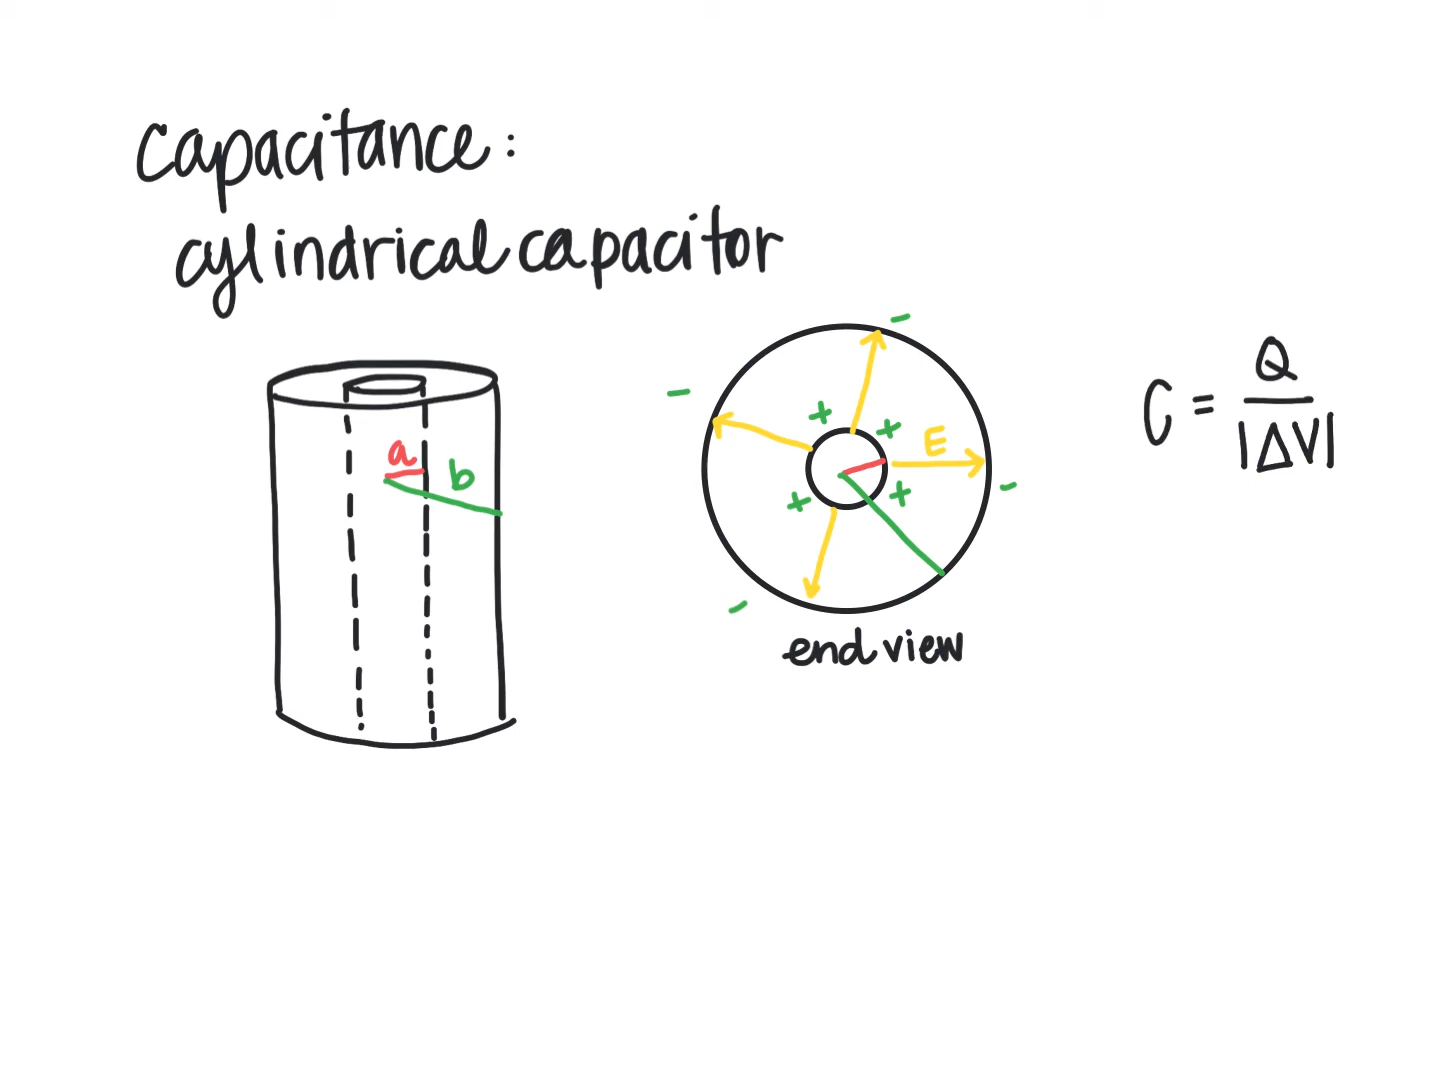 Capacitance:
cylindrical capacitor
a
b
E
+ + + +
- - - -
end view
C = Q / |ΔV|